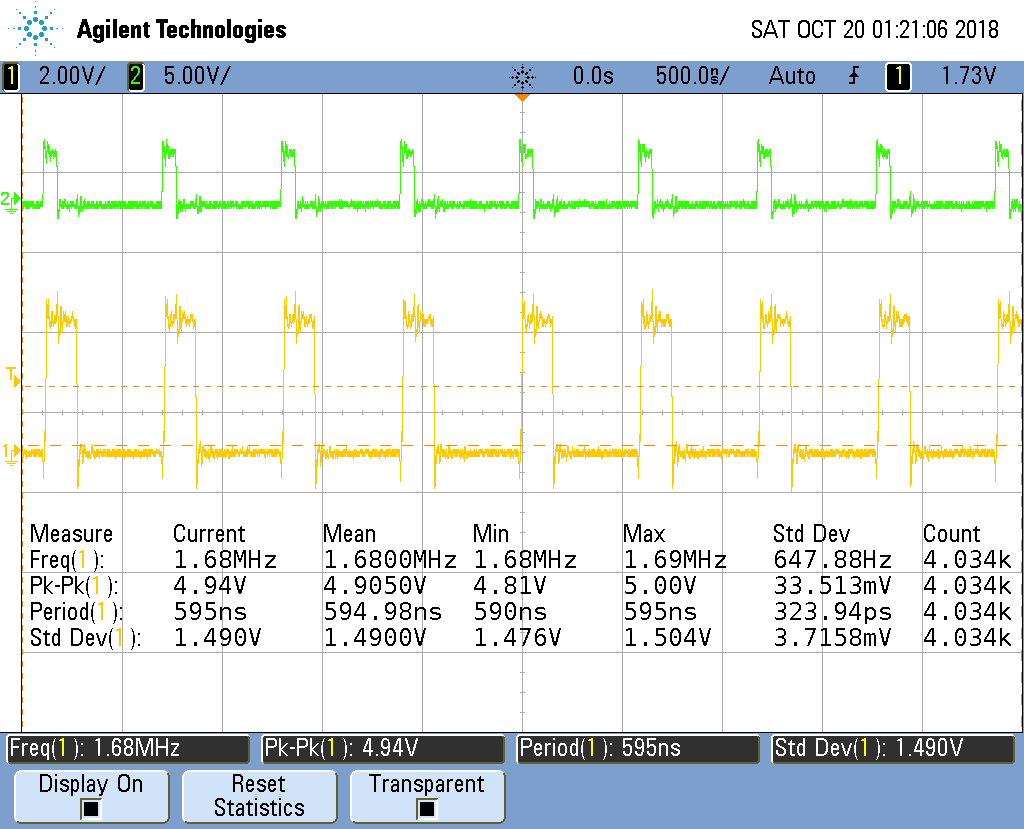 Agilent Technologies
SAT OCT 20 01:21:06 2018
1 2.00V/ 2 5.00V/ 0.0s 500.0ns/ Auto 1 1.73V
2
T
1
Measure Current Mean Min Max Std Dev Count
Freq(1): 1.68MHz 1.6800MHz 1.68MHz 1.69MHz 647.88Hz 4.034k
Pk-Pk(1): 4.94V 4.9050V 4.81V 5.00V 33.513mV 4.034k
Period(1): 595ns 594.98ns 590ns 595ns 323.94ps 4.034k
Std Dev(1): 1.490V 1.4900V 1.476V 1.504V 3.7158mV 4.034k
Freq(1): 1.68MHz Pk-Pk(1): 4.94V Period(1): 595ns Std Dev(1): 1.490V
Display On
Reset
Statistics
Transparent